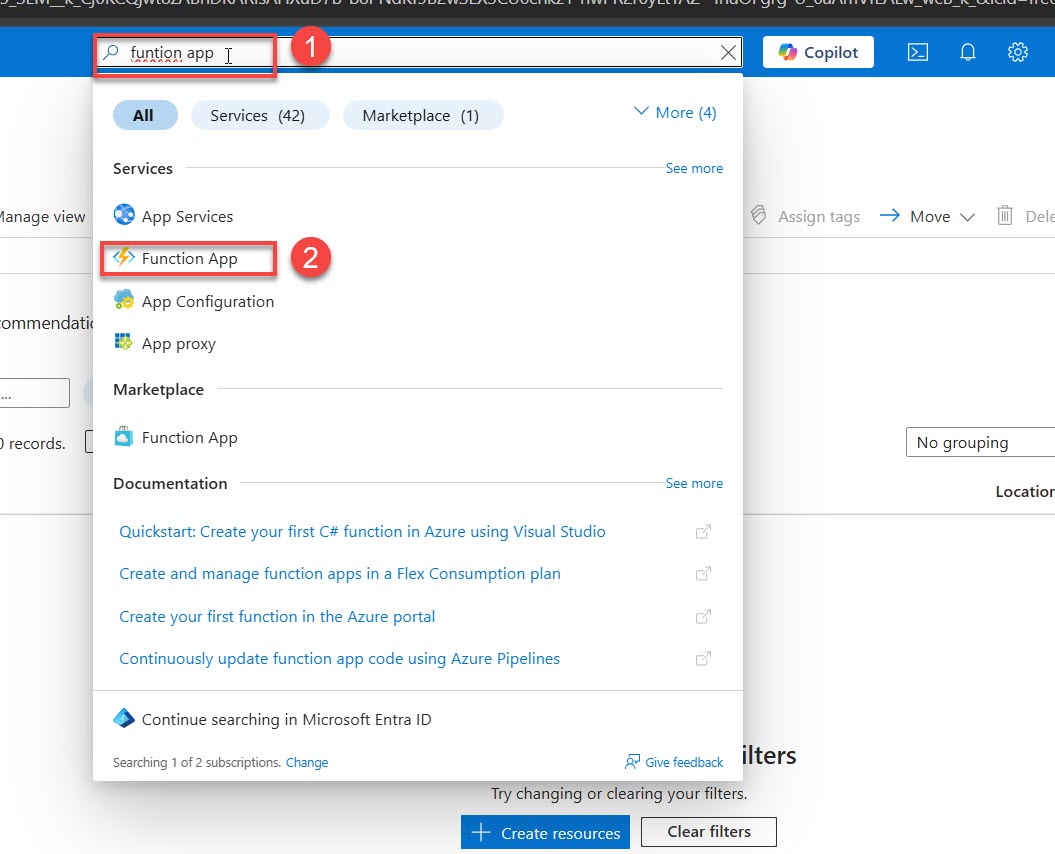 funtion app
1
Copilot
All
Services (42)
Marketplace (1)
More (4)
Services
See more
Manage view
App Services
Assign tags
Move
Function App
2
App Configuration
App proxy
Marketplace
...
Function App
0 records.
No grouping
Documentation
See more
Quickstart: Create your first C# function in Azure using Visual Studio
Create and manage function apps in a Flex Consumption plan
Create your first function in the Azure portal
Continuously update function app code using Azure Pipelines
Continue searching in Microsoft Entra ID
Searching 1 of 2 subscriptions. Change
Give feedback
Try changing or clearing your filters.
Create resources
Clear filters